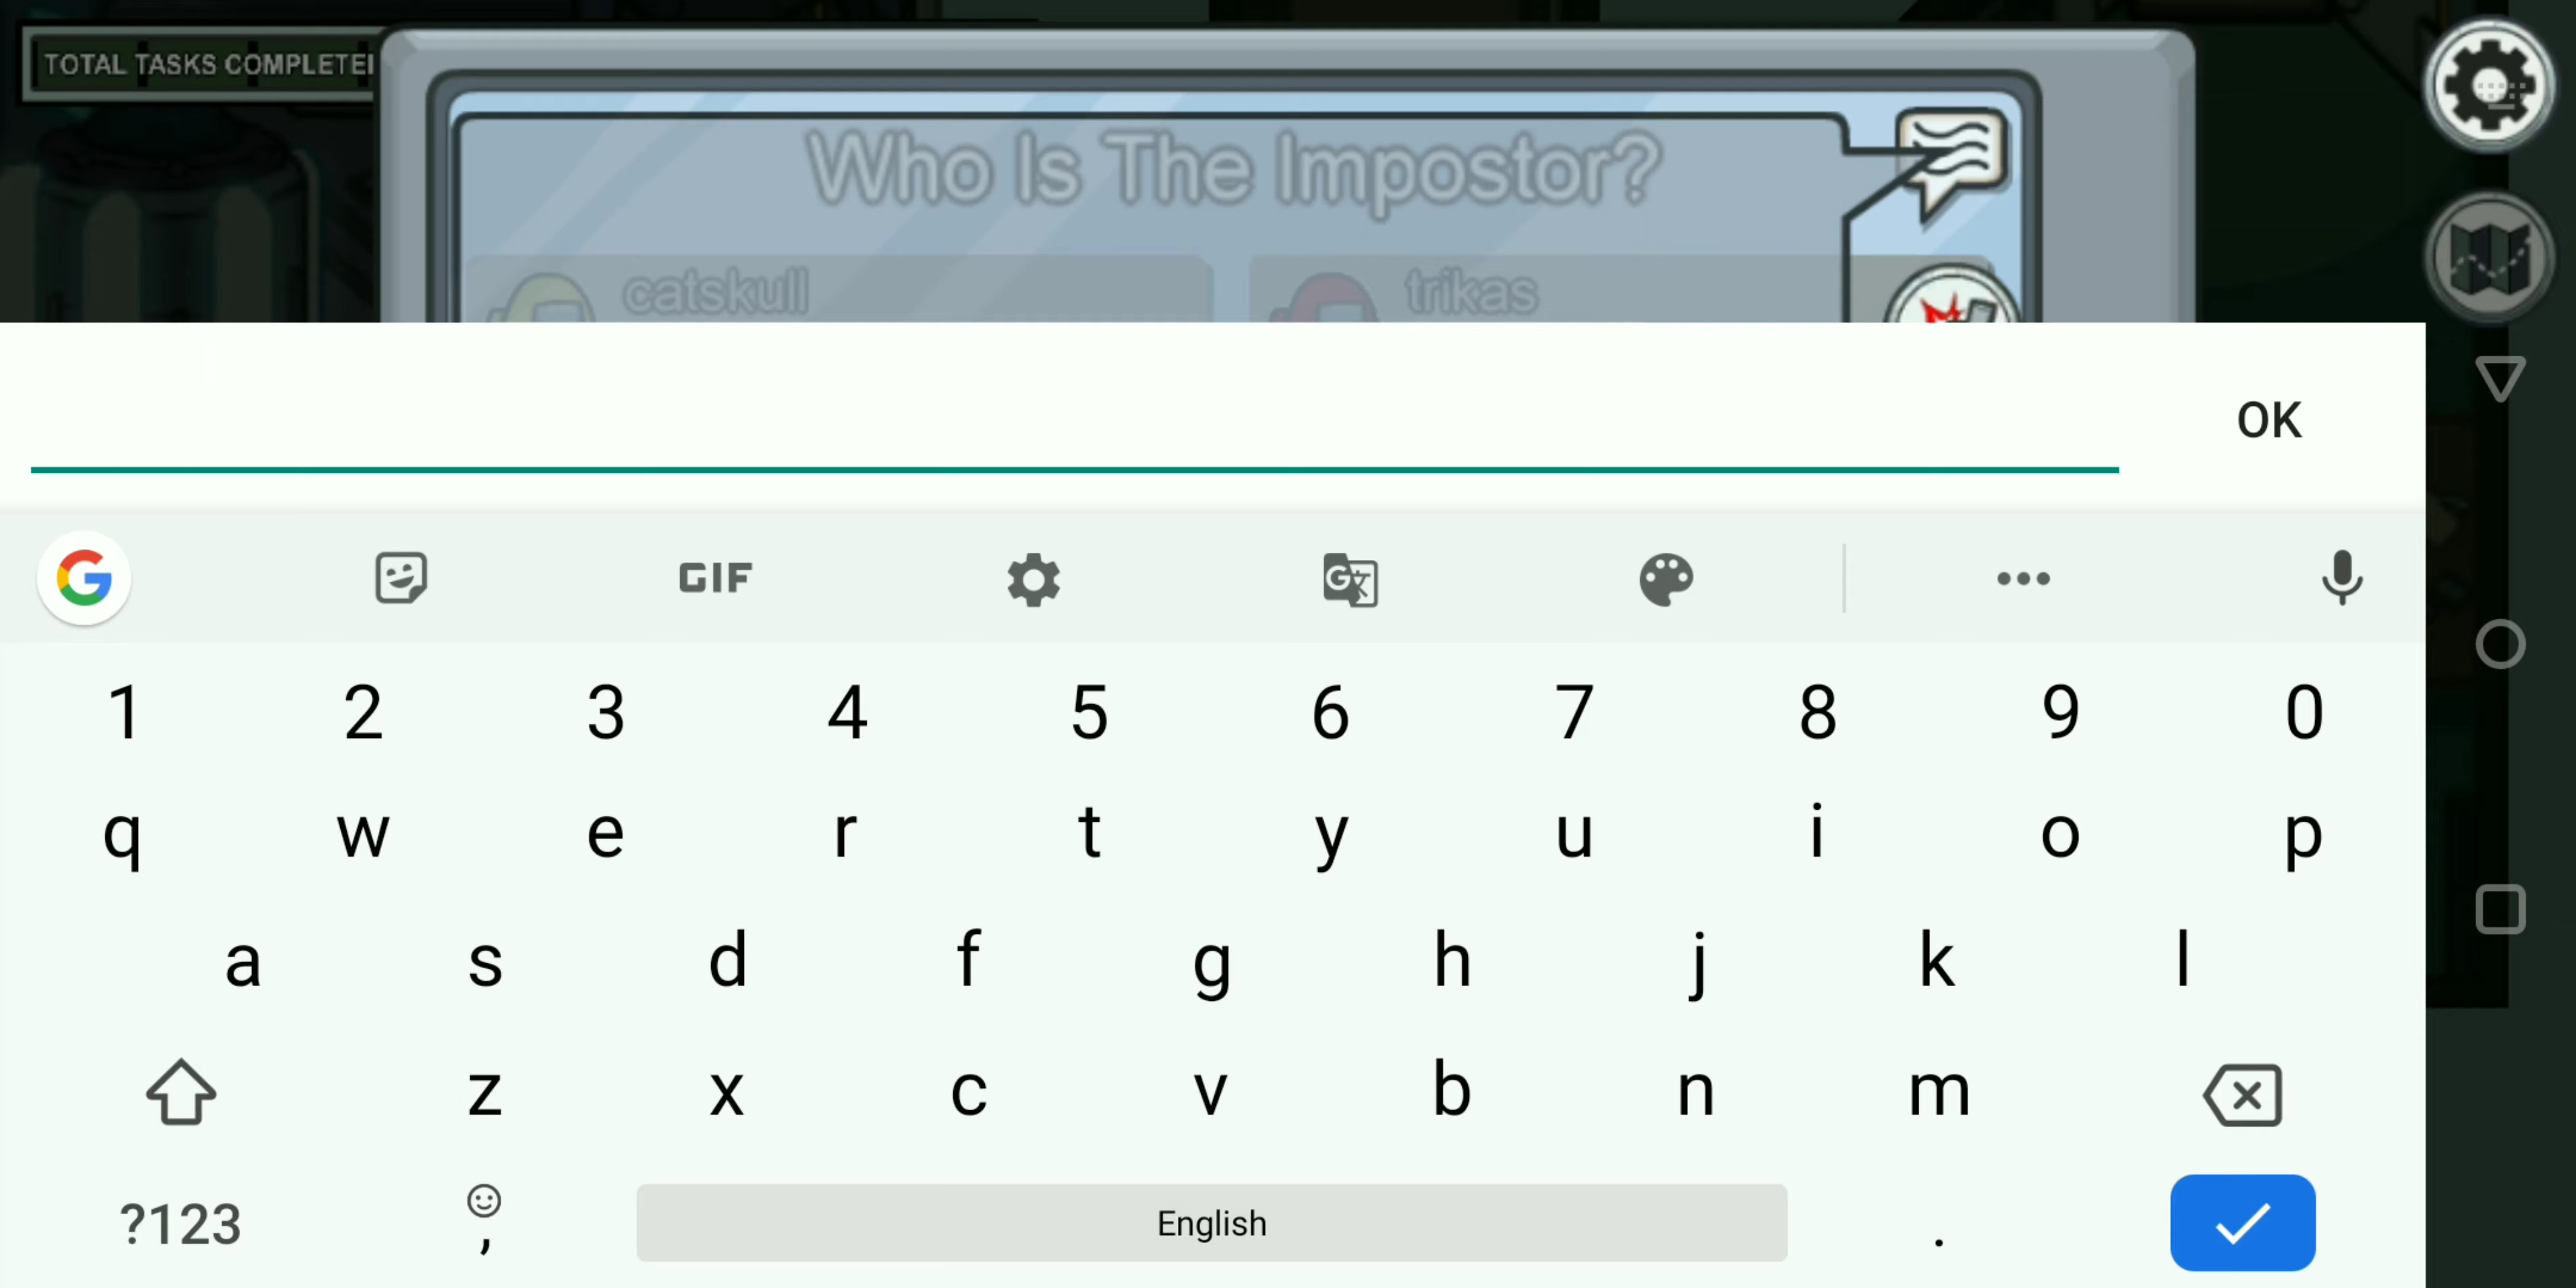 TOTAL TASKS COMPLETE
Who Is The Impostor?
catskull
trikas
OK
GIF
1 2 3 4 5 6 7 8 9 0
q w e r t y u i o p
a s d f g h j k l
z x c v b n m
?123 , English .